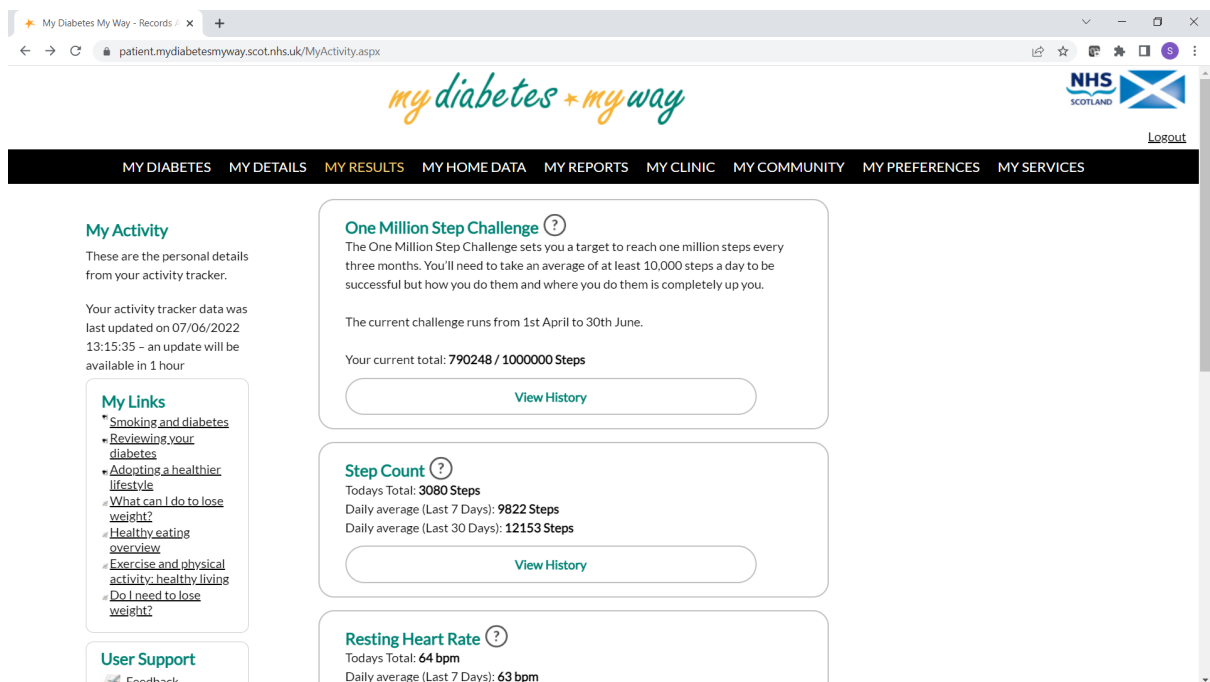 My Diabetes My Way - Records A
patient.mydiabetesmyway.scot.nhs.uk/MyActivity.aspx
S
my diabetes my way
NHS
SCOTLAND
Logout
MY DIABETES MY DETAILS MY RESULTS MY HOME DATA MY REPORTS MY CLINIC MY COMMUNITY MY PREFERENCES MY SERVICES
My Activity
These are the personal details
from your activity tracker.
Your activity tracker data was
last updated on 07/06/2022
13:15:35 – an update will be
available in 1 hour
My Links
Smoking and diabetes
Reviewing your
diabetes
Adopting a healthier
lifestyle
What can I do to lose
weight?
Healthy eating
overview
Exercise and physical
activity: healthy living
Do I need to lose
weight?
User Support
Feedback
One Million Step Challenge ?
The One Million Step Challenge sets you a target to reach one million steps every
three months. You'll need to take an average of at least 10,000 steps a day to be
successful but how you do them and where you do them is completely up you.
The current challenge runs from 1st April to 30th June.
Your current total: 790248 / 1000000 Steps
View History
Step Count ?
Todays Total: 3080 Steps
Daily average (Last 7 Days): 9822 Steps
Daily average (Last 30 Days): 12153 Steps
View History
Resting Heart Rate ?
Todays Total: 64 bpm
Daily average (Last 7 Days): 63 bpm